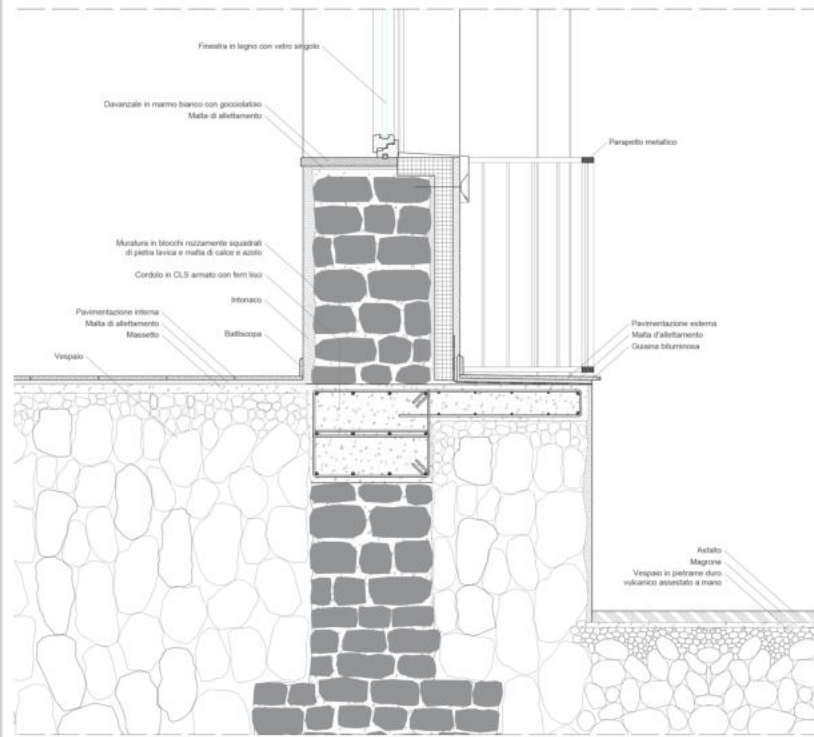 Finestra in legno con vetro singolo
Davanzale in marmo bianco con gocciolatoio
Malta di allettamento
Parapetto metallico
Muratura in blocchi rozzamente squadrati
di pietra lavica e malta di calce e azolo
Cordolo in CLS armato con ferri lisci
Intonaco
Pavimentazione interna
Malta di allettamento
Massetto
Battiscopa
Vespaio
Pavimentazione esterna
Malta d'allettamento
Guaina bituminosa
Asfalto
Magrone
Vespaio in pietrame duro
vulcanico assestato a mano